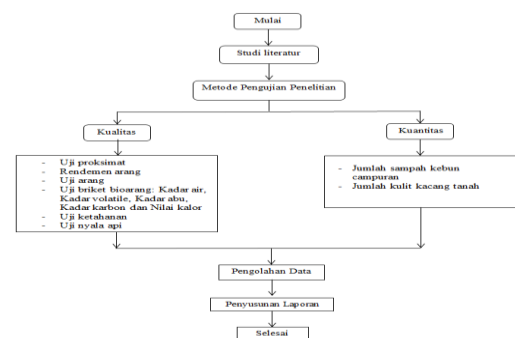 Mulai
Studi literatur
Metode Pengujian Penelitian
Kualitas
Kuantitas
- Uji proksimat
- Rendemen arang
- Uji arang
- Uji briket bioarang: Kadar air,
Kadar volatile, Kadar abu,
Kadar karbon dan Nilai kalor
- Uji ketahanan
- Uji nyala api
- Jumlah sampah kebun
campuran
- Jumlah kulit kacang tanah
Pengolahan Data
Penyusunan Laporan
Selesai